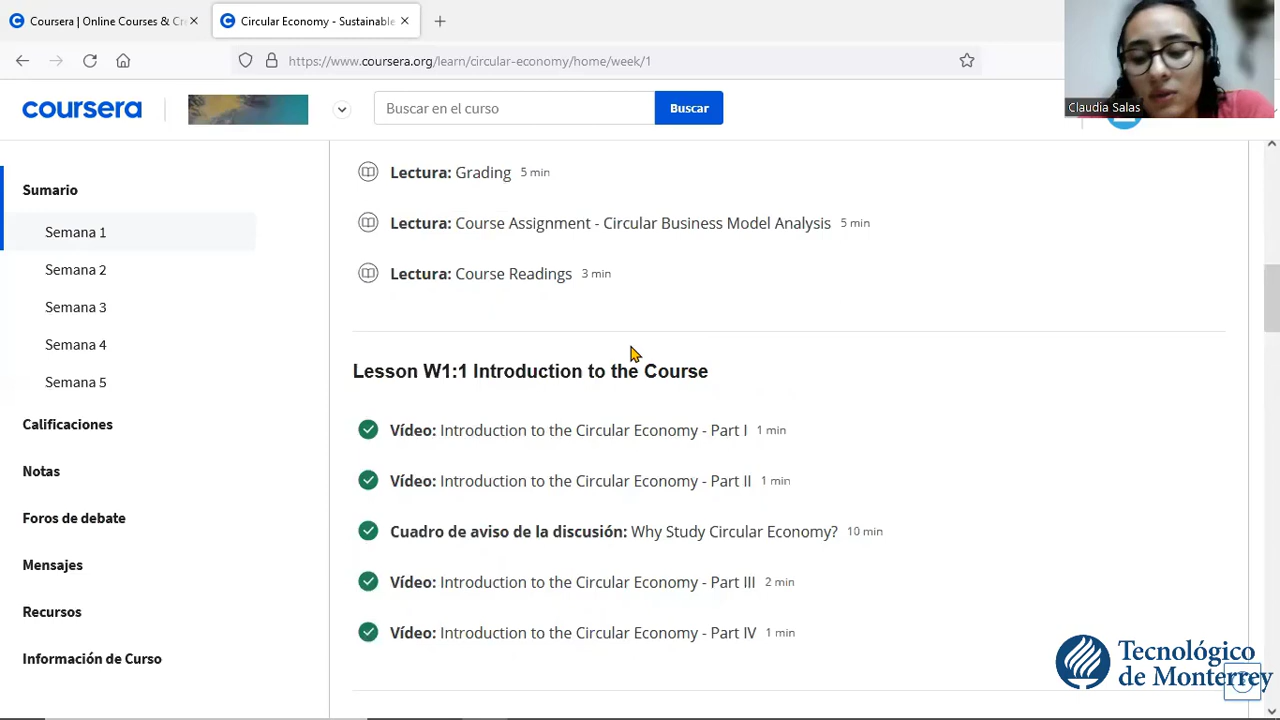 Coursera | Online Courses & Cr
Circular Economy - Sustainable
https://www.coursera.org/learn/circular-economy/home/week/1
Claudia Salas
coursera
Buscar en el curso
Buscar
Sumario
Semana 1
Semana 2
Semana 3
Semana 4
Semana 5
Calificaciones
Notas
Foros de debate
Mensajes
Recursos
Información de Curso
Lectura: Grading 5 min
Lectura: Course Assignment - Circular Business Model Analysis 5 min
Lectura: Course Readings 3 min
Lesson W1:1 Introduction to the Course
Vídeo: Introduction to the Circular Economy - Part I 1 min
Vídeo: Introduction to the Circular Economy - Part II 1 min
Cuadro de aviso de la discusión: Why Study Circular Economy? 10 min
Vídeo: Introduction to the Circular Economy - Part III 2 min
Vídeo: Introduction to the Circular Economy - Part IV 1 min
Tecnológico
de Monterrey